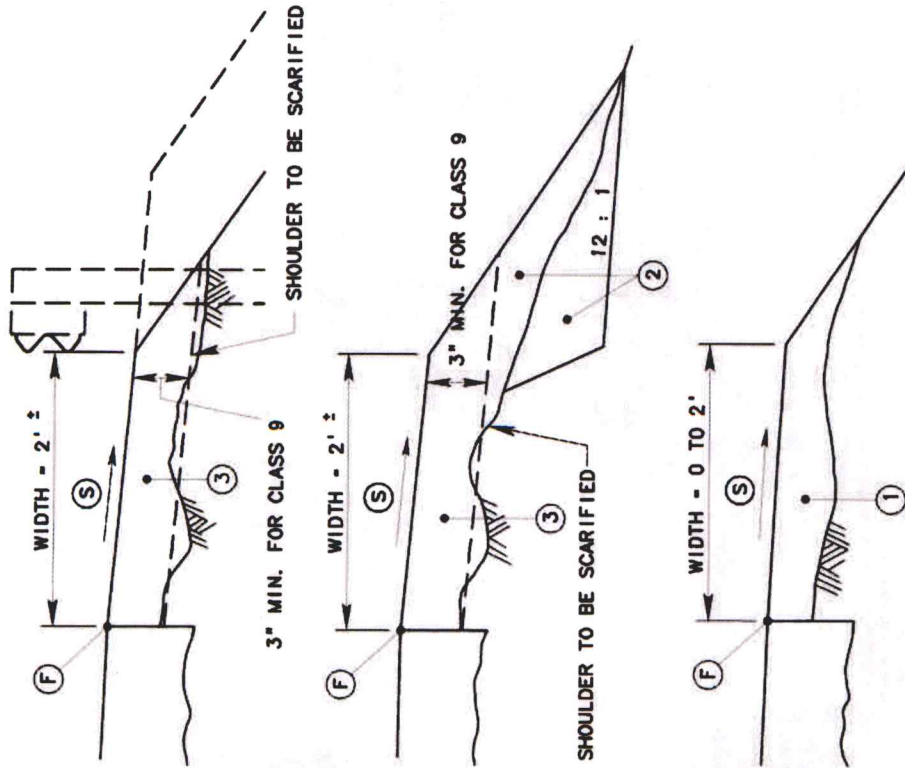 WIDTH - 2' ±
S
F
3
3" MIN. FOR CLASS 9
SHOULDER TO BE SCARIFIED
WIDTH - 2' ±
S
F
3
3" MIN. FOR CLASS 9
12 : 1
2
SHOULDER TO BE SCARIFIED
WIDTH - 0 TO 2'
S
F
1